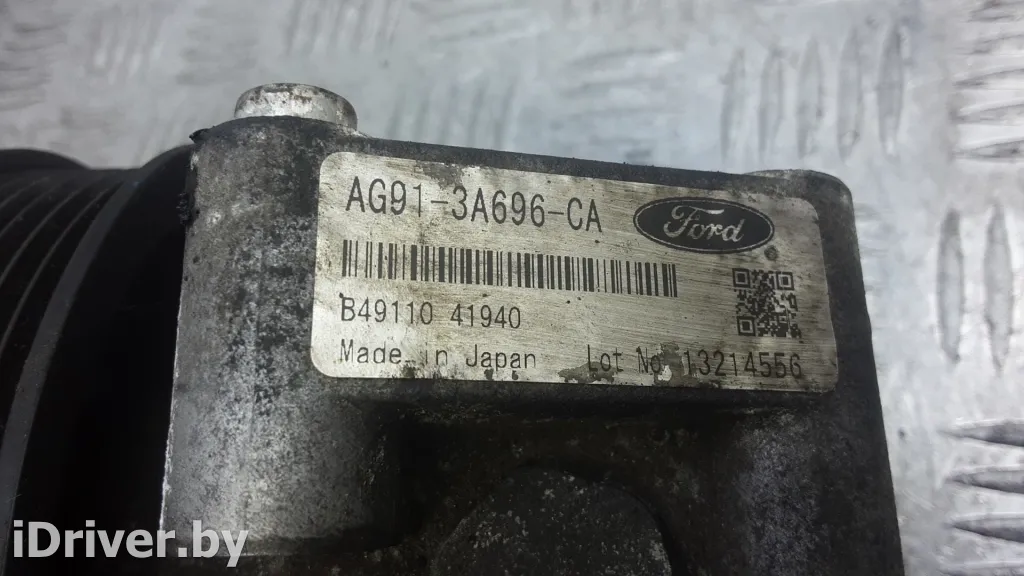 AG91-3A696-CA Ford
B49110 41940
Made in Japan Lot No 13214556
iDriver.by